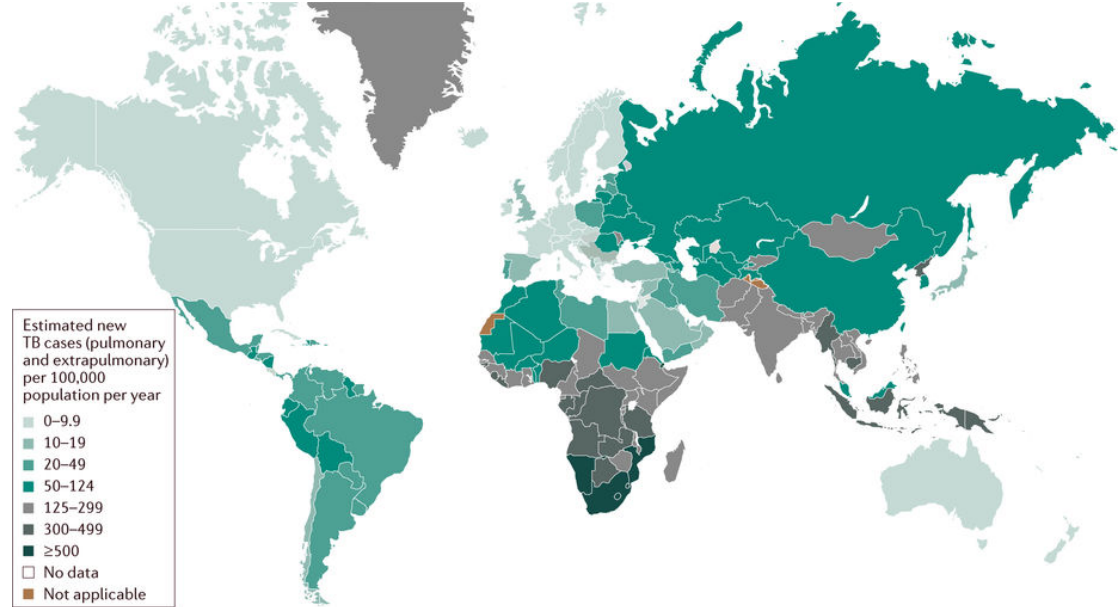 Estimated new
TB cases (pulmonary
and extrapulmonary)
per 100,000
population per year
0–9.9
10–19
20–49
50–124
125–299
300–499
≥500
No data
Not applicable